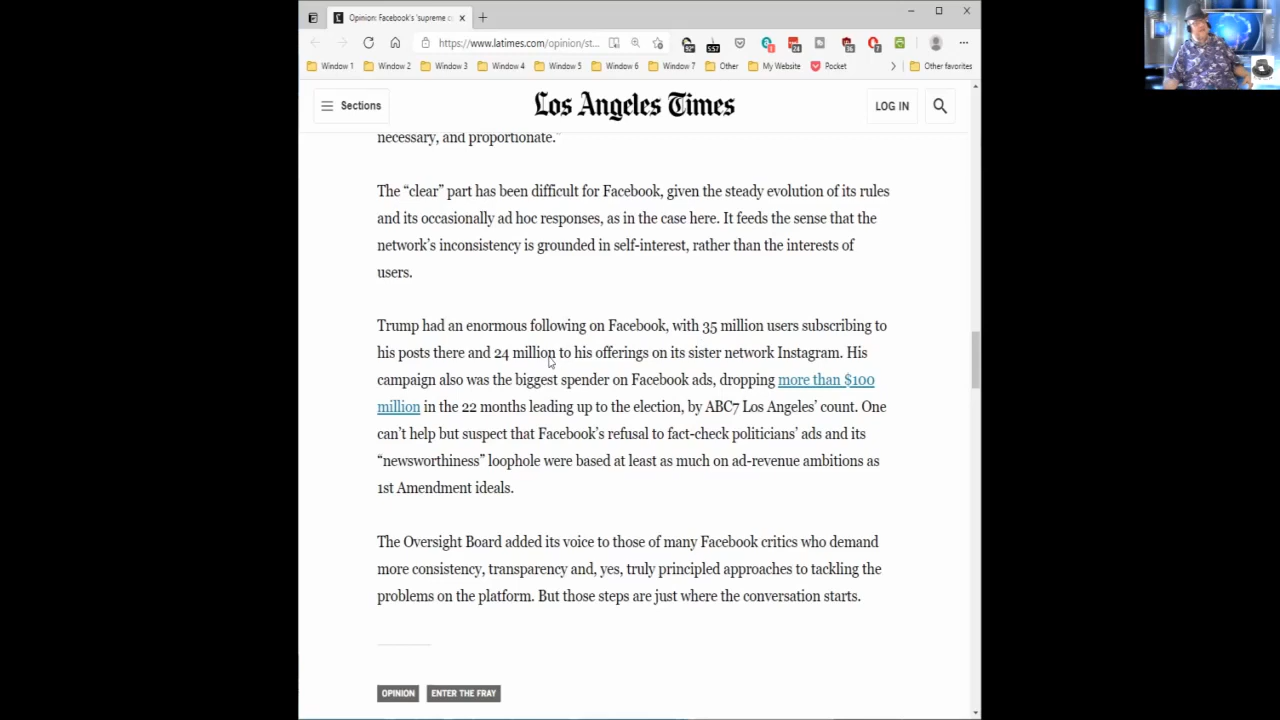 Opinion: Facebook's 'supreme c
https://www.latimes.com/opinion/st...
92°
5:57
Window 1
Window 2
Window 3
Window 4
Window 5
Window 6
Window 7
Other
My Website
Pocket
Other favorites
Sections
Los Angeles Times
LOG IN
necessary, and proportionate.”
The “clear” part has been difficult for Facebook, given the steady evolution of its rules
and its occasionally ad hoc responses, as in the case here. It feeds the sense that the
network’s inconsistency is grounded in self-interest, rather than the interests of
users.
Trump had an enormous following on Facebook, with 35 million users subscribing to
his posts there and 24 million to his offerings on its sister network Instagram. His
campaign also was the biggest spender on Facebook ads, dropping more than $100
million in the 22 months leading up to the election, by ABC7 Los Angeles’ count. One
can’t help but suspect that Facebook’s refusal to fact-check politicians’ ads and its
“newsworthiness” loophole were based at least as much on ad-revenue ambitions as
1st Amendment ideals.
The Oversight Board added its voice to those of many Facebook critics who demand
more consistency, transparency and, yes, truly principled approaches to tackling the
problems on the platform. But those steps are just where the conversation starts.
OPINION
ENTER THE FRAY